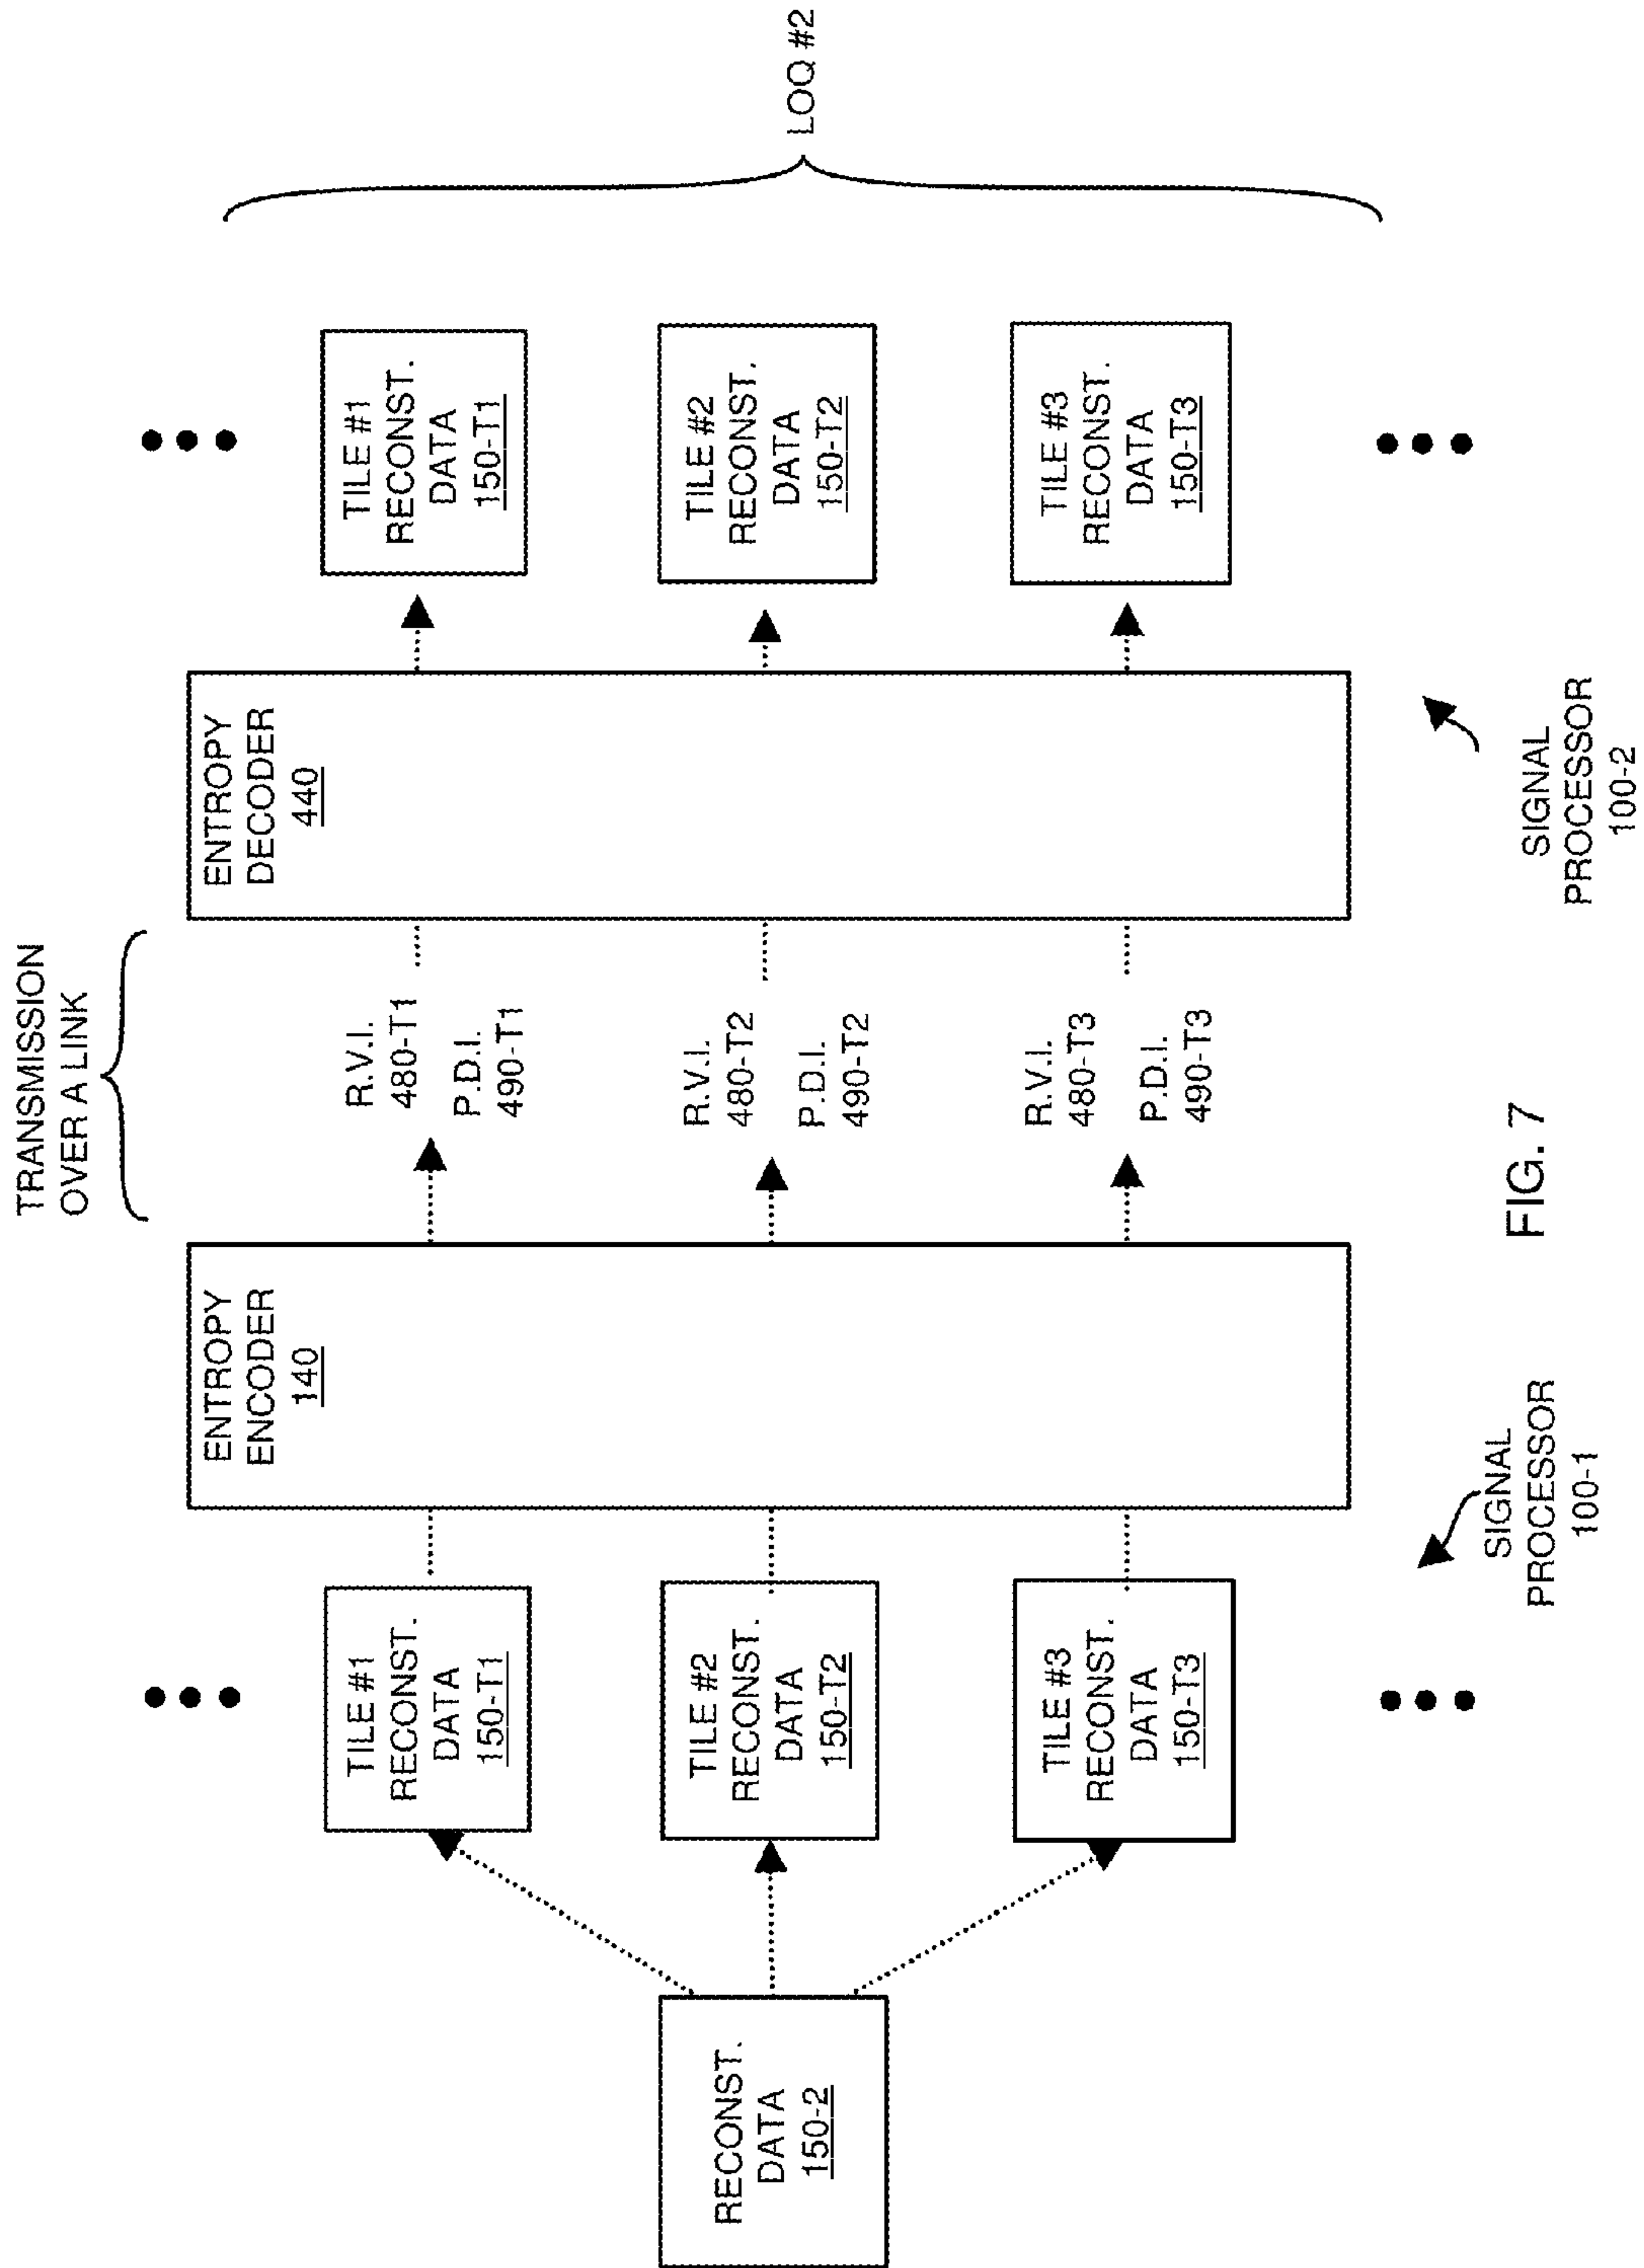 TRANSMISSION
OVER A LINK
RECONST.
DATA
150-2
TILE #1
RECONST.
DATA
150-T1
TILE #2
RECONST.
DATA
150-T2
TILE #3
RECONST.
DATA
150-T3
ENTROPY
ENCODER
140
R.V.I.
480-T1
P.D.I.
490-T1
R.V.I.
480-T2
P.D.I.
490-T2
R.V.I.
480-T3
P.D.I.
490-T3
ENTROPY
DECODER
440
TILE #1
RECONST.
DATA
150-T1
TILE #2
RECONST.
DATA
150-T2
TILE #3
RECONST.
DATA
150-T3
LOQ #2
SIGNAL
PROCESSOR
100-1
SIGNAL
PROCESSOR
100-2
FIG. 7